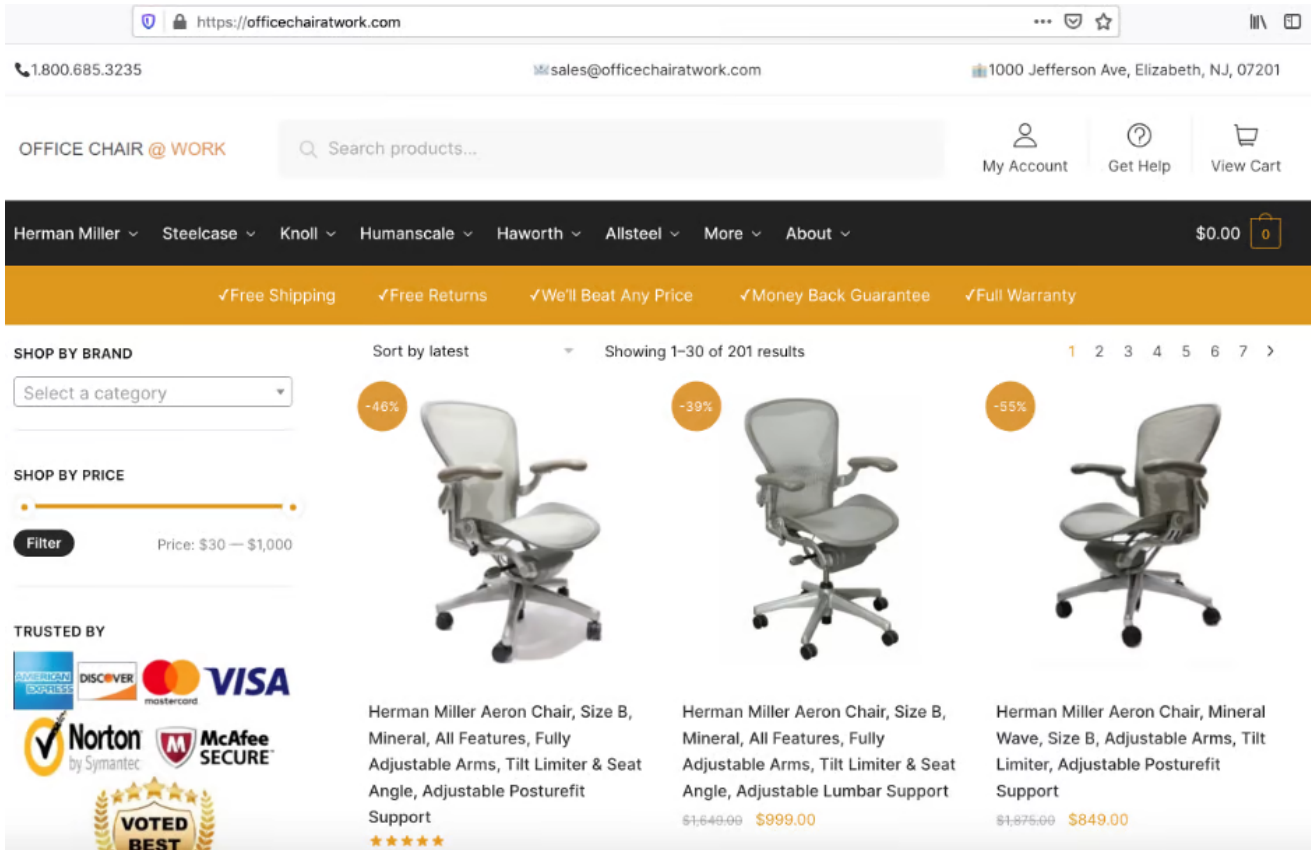 https://officechairatwork.com
1.800.685.3235
sales@officechairatwork.com
1000 Jefferson Ave, Elizabeth, NJ, 07201
OFFICE CHAIR @ WORK
Search products...
My Account
Get Help
View Cart
Herman Miller Steelcase Knoll Humanscale Haworth Allsteel More About $0.00 0
✓Free Shipping ✓Free Returns ✓We'll Beat Any Price ✓Money Back Guarantee ✓Full Warranty
SHOP BY BRAND
Select a category
SHOP BY PRICE
Filter Price: $30 — $1,000
TRUSTED BY
AMERICAN EXPRESS
DISCOVER
mastercard
VISA
Norton
by Symantec
McAfee
SECURE
VOTED
BEST
Sort by latest
Showing 1–30 of 201 results
1 2 3 4 5 6 7
-46%
Herman Miller Aeron Chair, Size B,
Mineral, All Features, Fully
Adjustable Arms, Tilt Limiter & Seat
Angle, Adjustable Posturefit
Support
-39%
Herman Miller Aeron Chair, Size B,
Mineral, All Features, Fully
Adjustable Arms, Tilt Limiter & Seat
Angle, Adjustable Lumbar Support
$1,649.00 $999.00
-55%
Herman Miller Aeron Chair, Mineral
Wave, Size B, Adjustable Arms, Tilt
Limiter, Adjustable Posturefit
Support
$1,875.00 $849.00